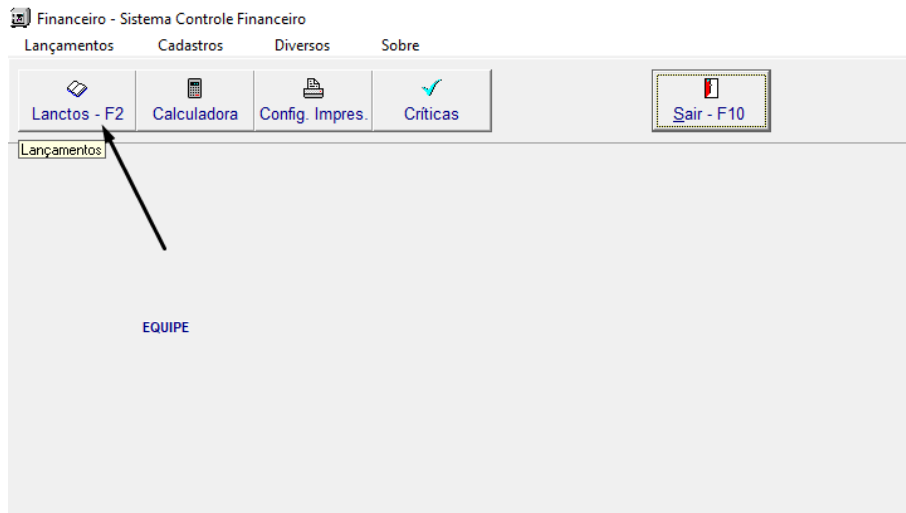 Financeiro - Sistema Controle Financeiro
Lançamentos Cadastros Diversos Sobre
Lanctos - F2 Calculadora Config. Impres. Críticas Sair - F10
Lançamentos
EQUIPE